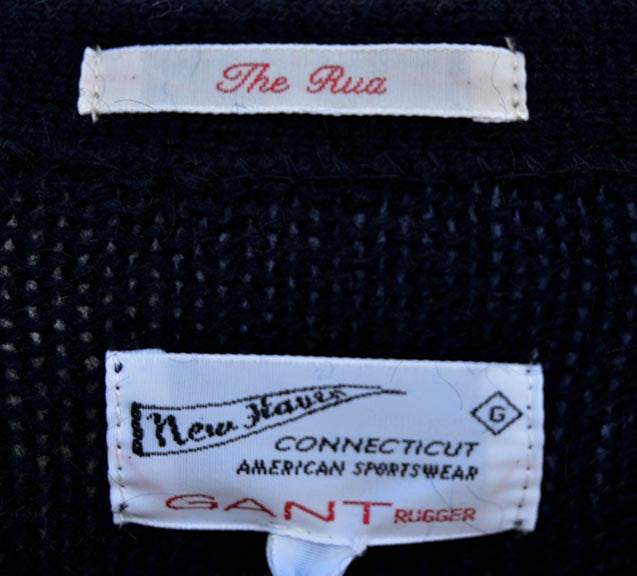 The Rua
New Haven
G
CONNECTICUT
AMERICAN SPORTSWEAR
GANT RUGGER